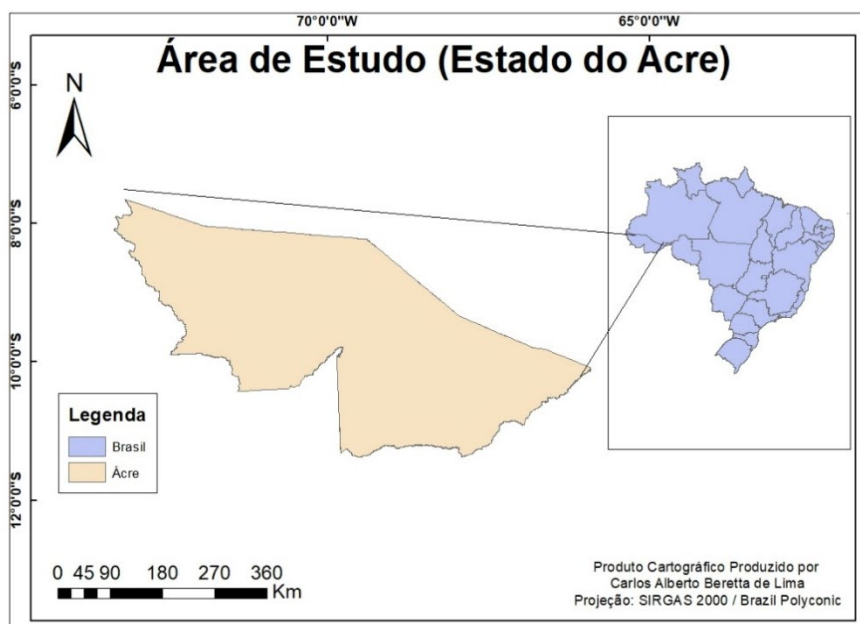 70°0'0"W
65°0'0"W
Área de Estudo (Estado do Acre)
6°0'0"S
N
8°0'0"S
10°0'0"S
12°0'0"S
Legenda
Brasil
Ácre
0 45 90 180 270 360
Km
Produto Cartográfico Produzido por
Carlos Alberto Beretta de Lima
Projeção: SIRGAS 2000 / Brazil Polyconic